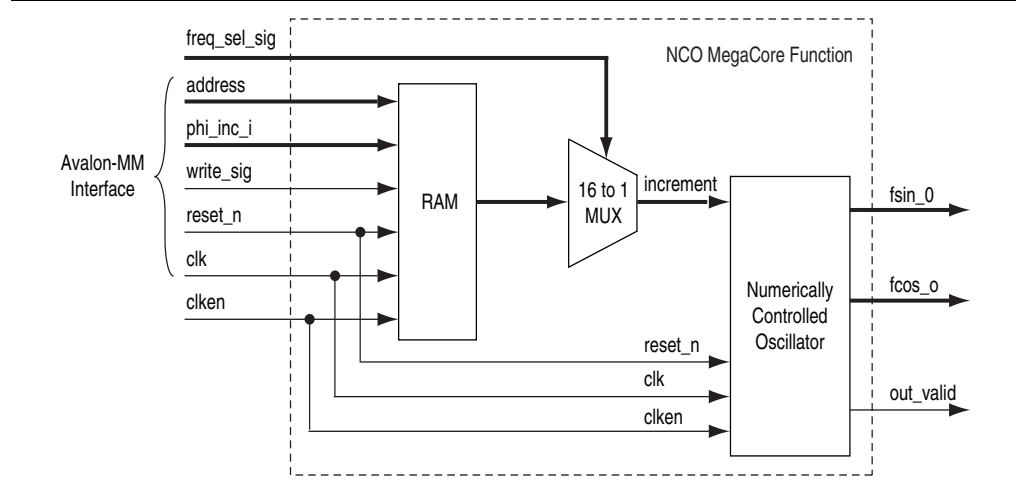 freq_sel_sig
NCO MegaCore Function
address
phi_inc_i
Avalon-MM
Interface
write_sig
reset_n
clk
clken
RAM
16 to 1
MUX
increment
Numerically
Controlled
Oscillator
fsin_0
fcos_o
out_valid
reset_n
clk
clken